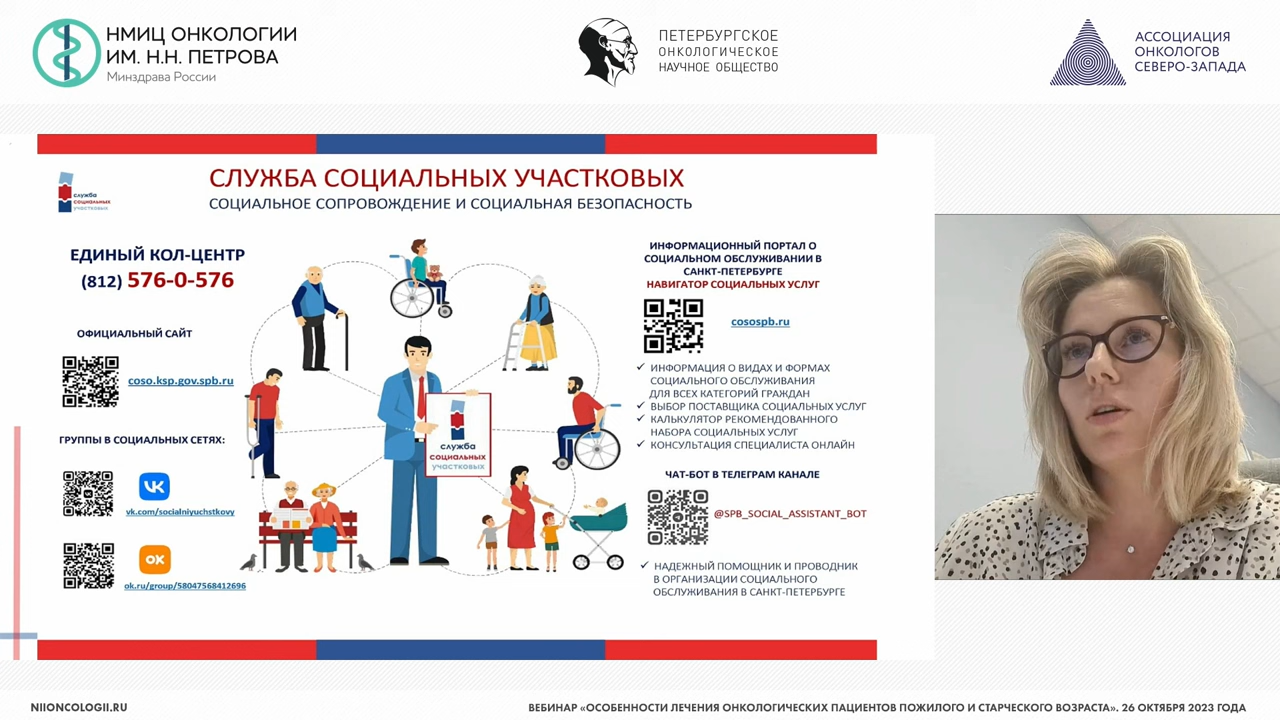 НМИЦ ОНКОЛОГИИ
ИМ. Н.Н. ПЕТРОВА
Минздрава России
ПЕТЕРБУРГСКОЕ
ОНКОЛОГИЧЕСКОЕ
НАУЧНОЕ ОБЩЕСТВО
АССОЦИАЦИЯ
ОНКОЛОГОВ
СЕВЕРО-ЗАПАДА
служба
социальных
участковых
СЛУЖБА СОЦИАЛЬНЫХ УЧАСТКОВЫХ
СОЦИАЛЬНОЕ СОПРОВОЖДЕНИЕ И СОЦИАЛЬНАЯ БЕЗОПАСНОСТЬ
ЕДИНЫЙ КОЛ-ЦЕНТР
(812) 576-0-576
ОФИЦИАЛЬНЫЙ САЙТ
coso.ksp.gov.spb.ru
ГРУППЫ В СОЦИАЛЬНЫХ СЕТЯХ:
vk.com/socialniyuchstkovy
ok.ru/group/58047568412696
служба
социальных
участковых
ИНФОРМАЦИОННЫЙ ПОРТАЛ О
СОЦИАЛЬНОМ ОБСЛУЖИВАНИИ В
САНКТ-ПЕТЕРБУРГЕ
НАВИГАТОР СОЦИАЛЬНЫХ УСЛУГ
cosospb.ru
✓ ИНФОРМАЦИЯ О ВИДАХ И ФОРМАХ
СОЦИАЛЬНОГО ОБСЛУЖИВАНИЯ
ДЛЯ ВСЕХ КАТЕГОРИЙ ГРАЖДАН
✓ ВЫБОР ПОСТАВЩИКА СОЦИАЛЬНЫХ УСЛУГ
✓ КАЛЬКУЛЯТОР РЕКОМЕНДОВАННОГО
НАБОРА СОЦИАЛЬНЫХ УСЛУГ
✓ КОНСУЛЬТАЦИЯ СПЕЦИАЛИСТА ОНЛАЙН
ЧАТ-БОТ В ТЕЛЕГРАМ КАНАЛЕ
@SPB_SOCIAL_ASSISTANT_BOT
✓ НАДЕЖНЫЙ ПОМОЩНИК И ПРОВОДНИК
В ОРГАНИЗАЦИИ СОЦИАЛЬНОГО
ОБСЛУЖИВАНИЯ В САНКТ-ПЕТЕРБУРГЕ
NIIONCOLOGII.RU
ВЕБИНАР «ОСОБЕННОСТИ ЛЕЧЕНИЯ ОНКОЛОГИЧЕСКИХ ПАЦИЕНТОВ ПОЖИЛОГО И СТАРЧЕСКОГО ВОЗРАСТА». 26 ОКТЯБРЯ 2023 ГОДА